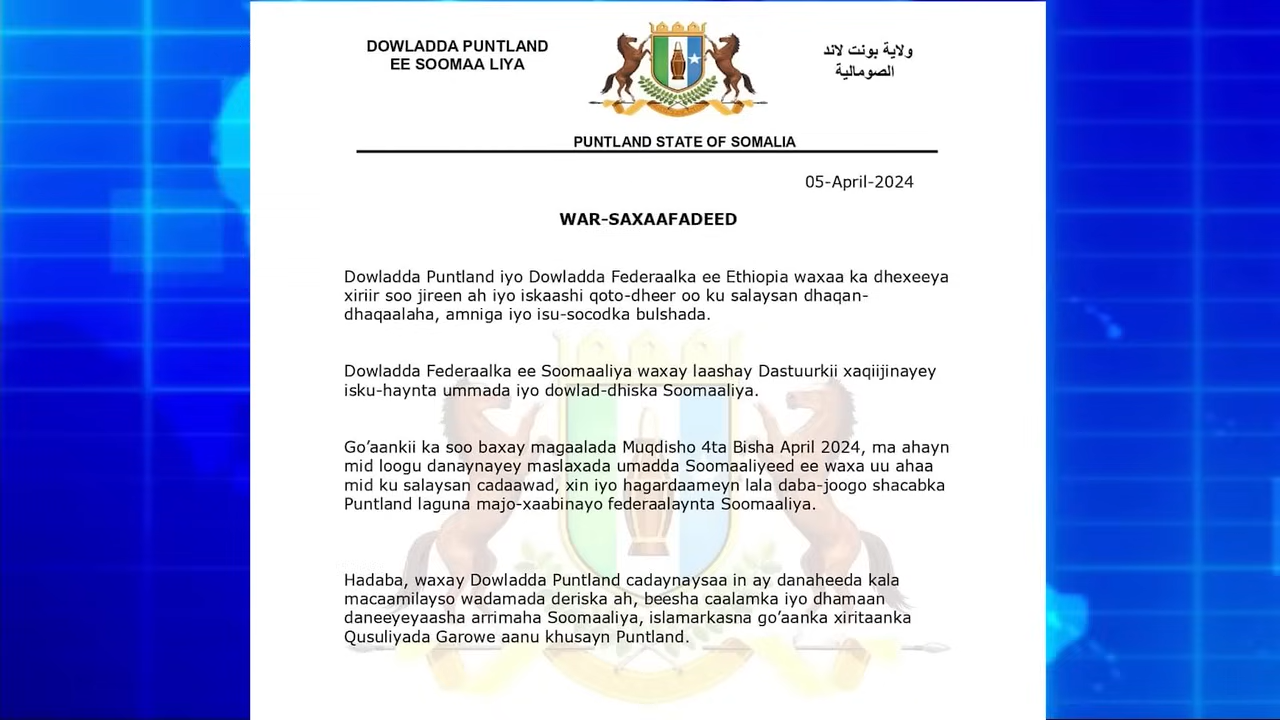 DOWLADDA PUNTLAND
EE SOOMAA LIYA
ولاية بونت لاند
الصومالية
PUNTLAND STATE OF SOMALIA
05-April-2024
WAR-SAXAAFADEED
Dowladda Puntland iyo Dowladda Federaalka ee Ethiopia waxaa ka dhexeeya
xiriir soo jireen ah iyo iskaashi qoto-dheer oo ku salaysan dhaqan-
dhaqaalaha, amniga iyo isu-socodka bulshada.
Dowladda Federaalka ee Soomaaliya waxay laashay Dastuurkii xaqiijinayey
isku-haynta ummada iyo dowlad-dhiska Soomaaliya.
Go’aankii ka soo baxay magaalada Muqdisho 4ta Bisha April 2024, ma ahayn
mid loogu danaynayey maslaxada umadda Soomaaliyeed ee waxa uu ahaa
mid ku salaysan cadaawad, xin iyo hagardaameyn lala daba-joogo shacabka
Puntland laguna majo-xaabinayo federaalaynta Soomaaliya.
Hadaba, waxay Dowladda Puntland cadaynaysaa in ay danaheeda kala
macaamilayso wadamada deriska ah, beesha caalamka iyo dhamaan
daneeyeyaasha arrimaha Soomaaliya, islamarkasna go’aanka xiritaanka
Qusuliyada Garowe aanu khusayn Puntland.